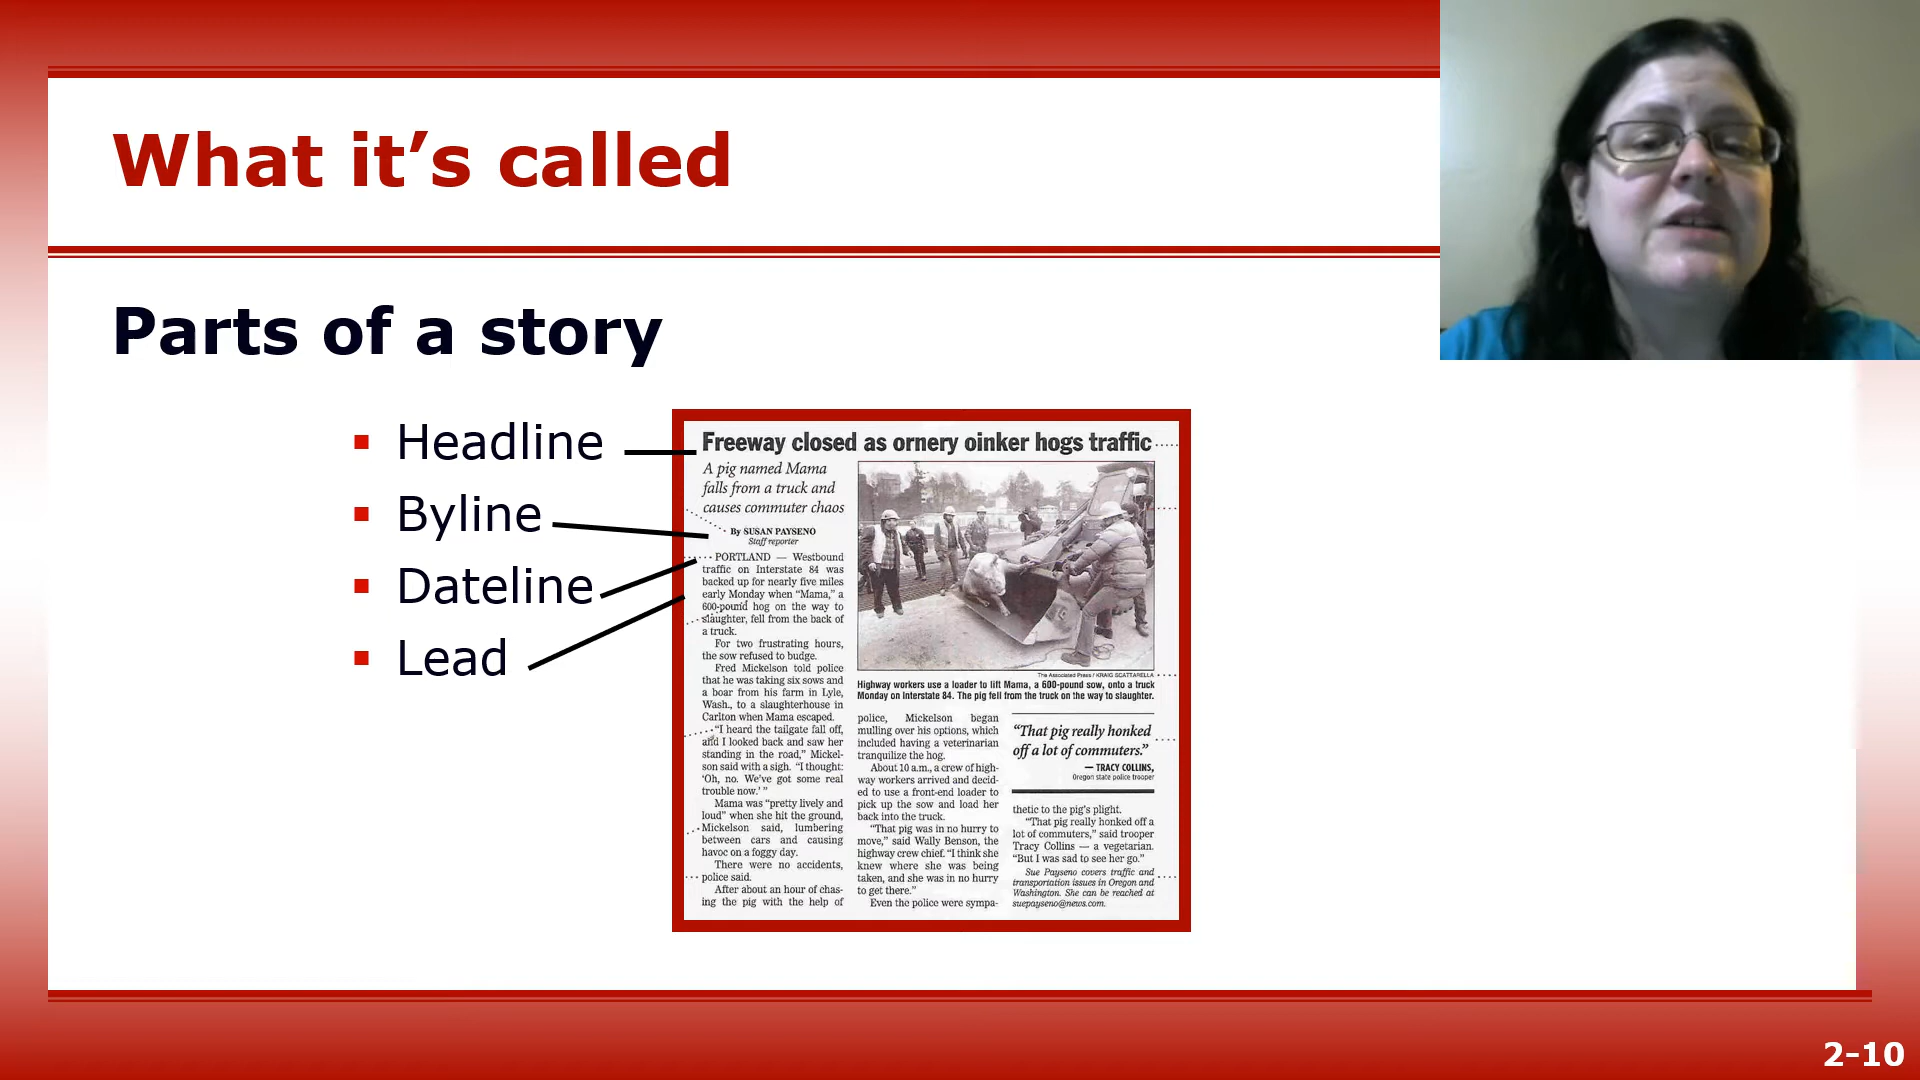 What it’s called
Parts of a story
Headline
Byline
Dateline
Lead
Freeway closed as ornery oinker hogs traffic
A pig named Mama
falls from a truck and
causes commuter chaos
By SUSAN PAYSENO
Staff reporter
PORTLAND — Westbound
traffic on Interstate 84 was
backed up for nearly five miles
early Monday when “Mama,” a
600-pound hog on the way to
slaughter, fell from the back of
a truck.
For two frustrating hours,
the sow refused to budge.
Fred Mickelson told police
that he was taking six sows and
a boar from his farm in Lyle,
Wash., to a slaughterhouse in
Carlton when Mama escaped.
“I heard the tailgate fall off,
and I looked back and saw her
standing in the road,” Mickel-
son said with a sigh. “I thought:
‘Oh, no. We’ve got some real
trouble now.’ ”
Mama was “pretty lively and
loud” when she hit the ground,
Mickelson said, lumbering
between cars and causing
havoc on a foggy day.
There were no accidents,
police said.
After about an hour of chas-
ing the pig with the help of
The Associated Press / KRAIG SCATTARELLA
Highway workers use a loader to lift Mama, a 600-pound sow, onto a truck
Monday on Interstate 84. The pig fell from the truck on the way to slaughter.
police, Mickelson began
mulling over his options, which
included having a veterinarian
tranquilize the hog.
About 10 a.m., a crew of high-
way workers arrived and decid-
ed to use a front-end loader to
pick up the sow and load her
back into the truck.
“That pig was in no hurry to
move,” said Wally Benson, the
highway crew chief. “I think she
knew where she was being
taken, and she was in no hurry
to get there.”
Even the police were sympa-
“That pig really honked
off a lot of commuters.”
— TRACY COLLINS,
Oregon state police trooper
thetic to the pig’s plight.
“That pig really honked off a
lot of commuters,” said trooper
Tracy Collins — a vegetarian.
“But I was sad to see her go.”
Sue Payseno covers traffic and
transportation issues in Oregon and
Washington. She can be reached at
suepayseno@news.com.
2-10